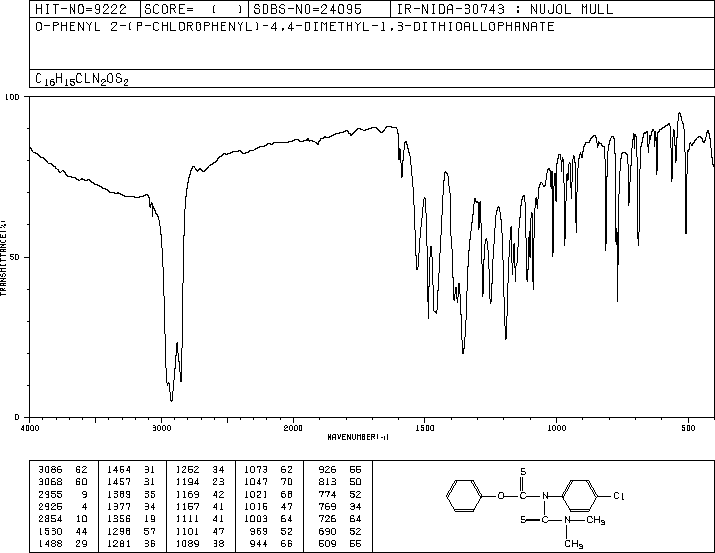 HIT-NO=9222 SCORE= ( ) SDBS-NO=24095 IR-NIDA-30743 : NUJOL MULL
O-PHENYL 2-(P-CHLOROPHENYL)-4,4-DIMETHYL-1,3-DITHIOALLOPHANATE
C16H15CLN2OS2
100
50
0
TRANSMITTANCE(%)
4000 3000 2000 1500 1000 500
WAVENUMBER(-1)
3086 62 1464 31 1252 34 1073 62 926 55
3068 60 1457 31 1194 23 1047 70 813 50
2955 9 1389 35 1169 42 1021 68 774 52
2925 4 1377 34 1157 41 1016 47 769 34
2854 10 1356 19 1111 41 1003 64 726 64
1530 44 1298 57 1101 47 969 52 690 52
1488 29 1281 36 1089 38 944 66 509 55
S
O C N Cl
S C N CH3
CH3